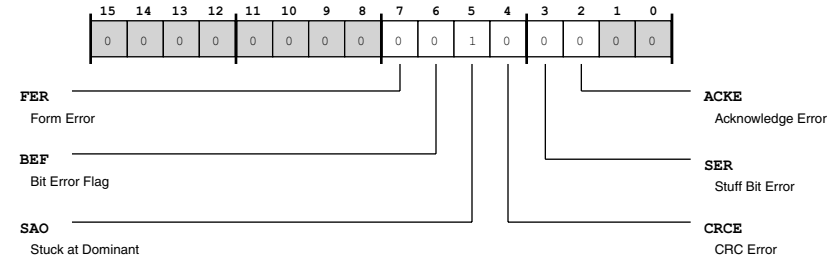 15 14 13 12 11 10 9 8 7 6 5 4 3 2 1 0
0 0 0 0 0 0 0 0 0 0 1 0 0 0 0 0
FER
Form Error
ACKE
Acknowledge Error
BEF
Bit Error Flag
SER
Stuff Bit Error
SAO
Stuck at Dominant
CRCE
CRC Error